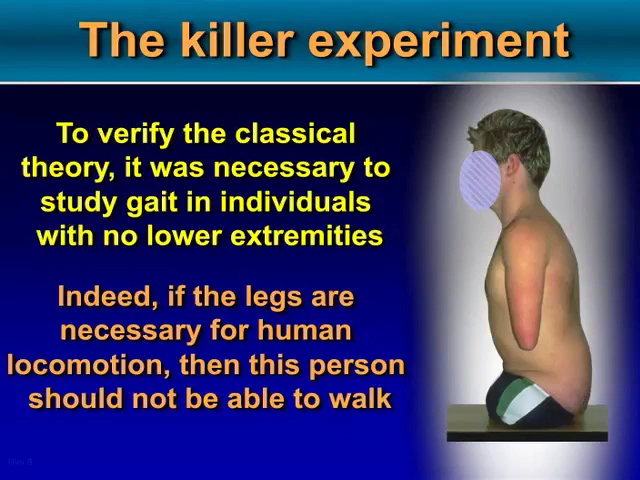 The killer experiment
To verify the classical
theory, it was necessary to
study gait in individuals
with no lower extremities
Indeed, if the legs are
necessary for human
locomotion, then this person
should not be able to walk